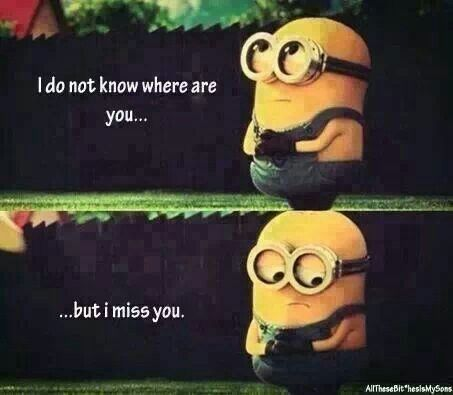 I do not know where are
you...
...but i miss you.
AllTheseBit*hesIsMySons